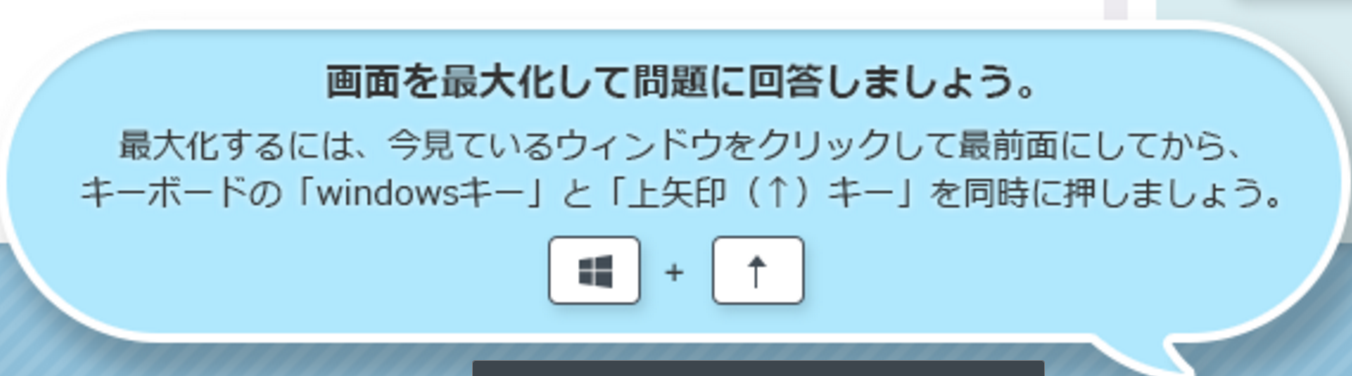 画面を最大化して問題に回答しましょう。
最大化するには、今見ているウィンドウをクリックして最前面にしてから、
キーボードの「windowsキー」と「上矢印（↑）キー」を同時に押しましょう。
+ ↑